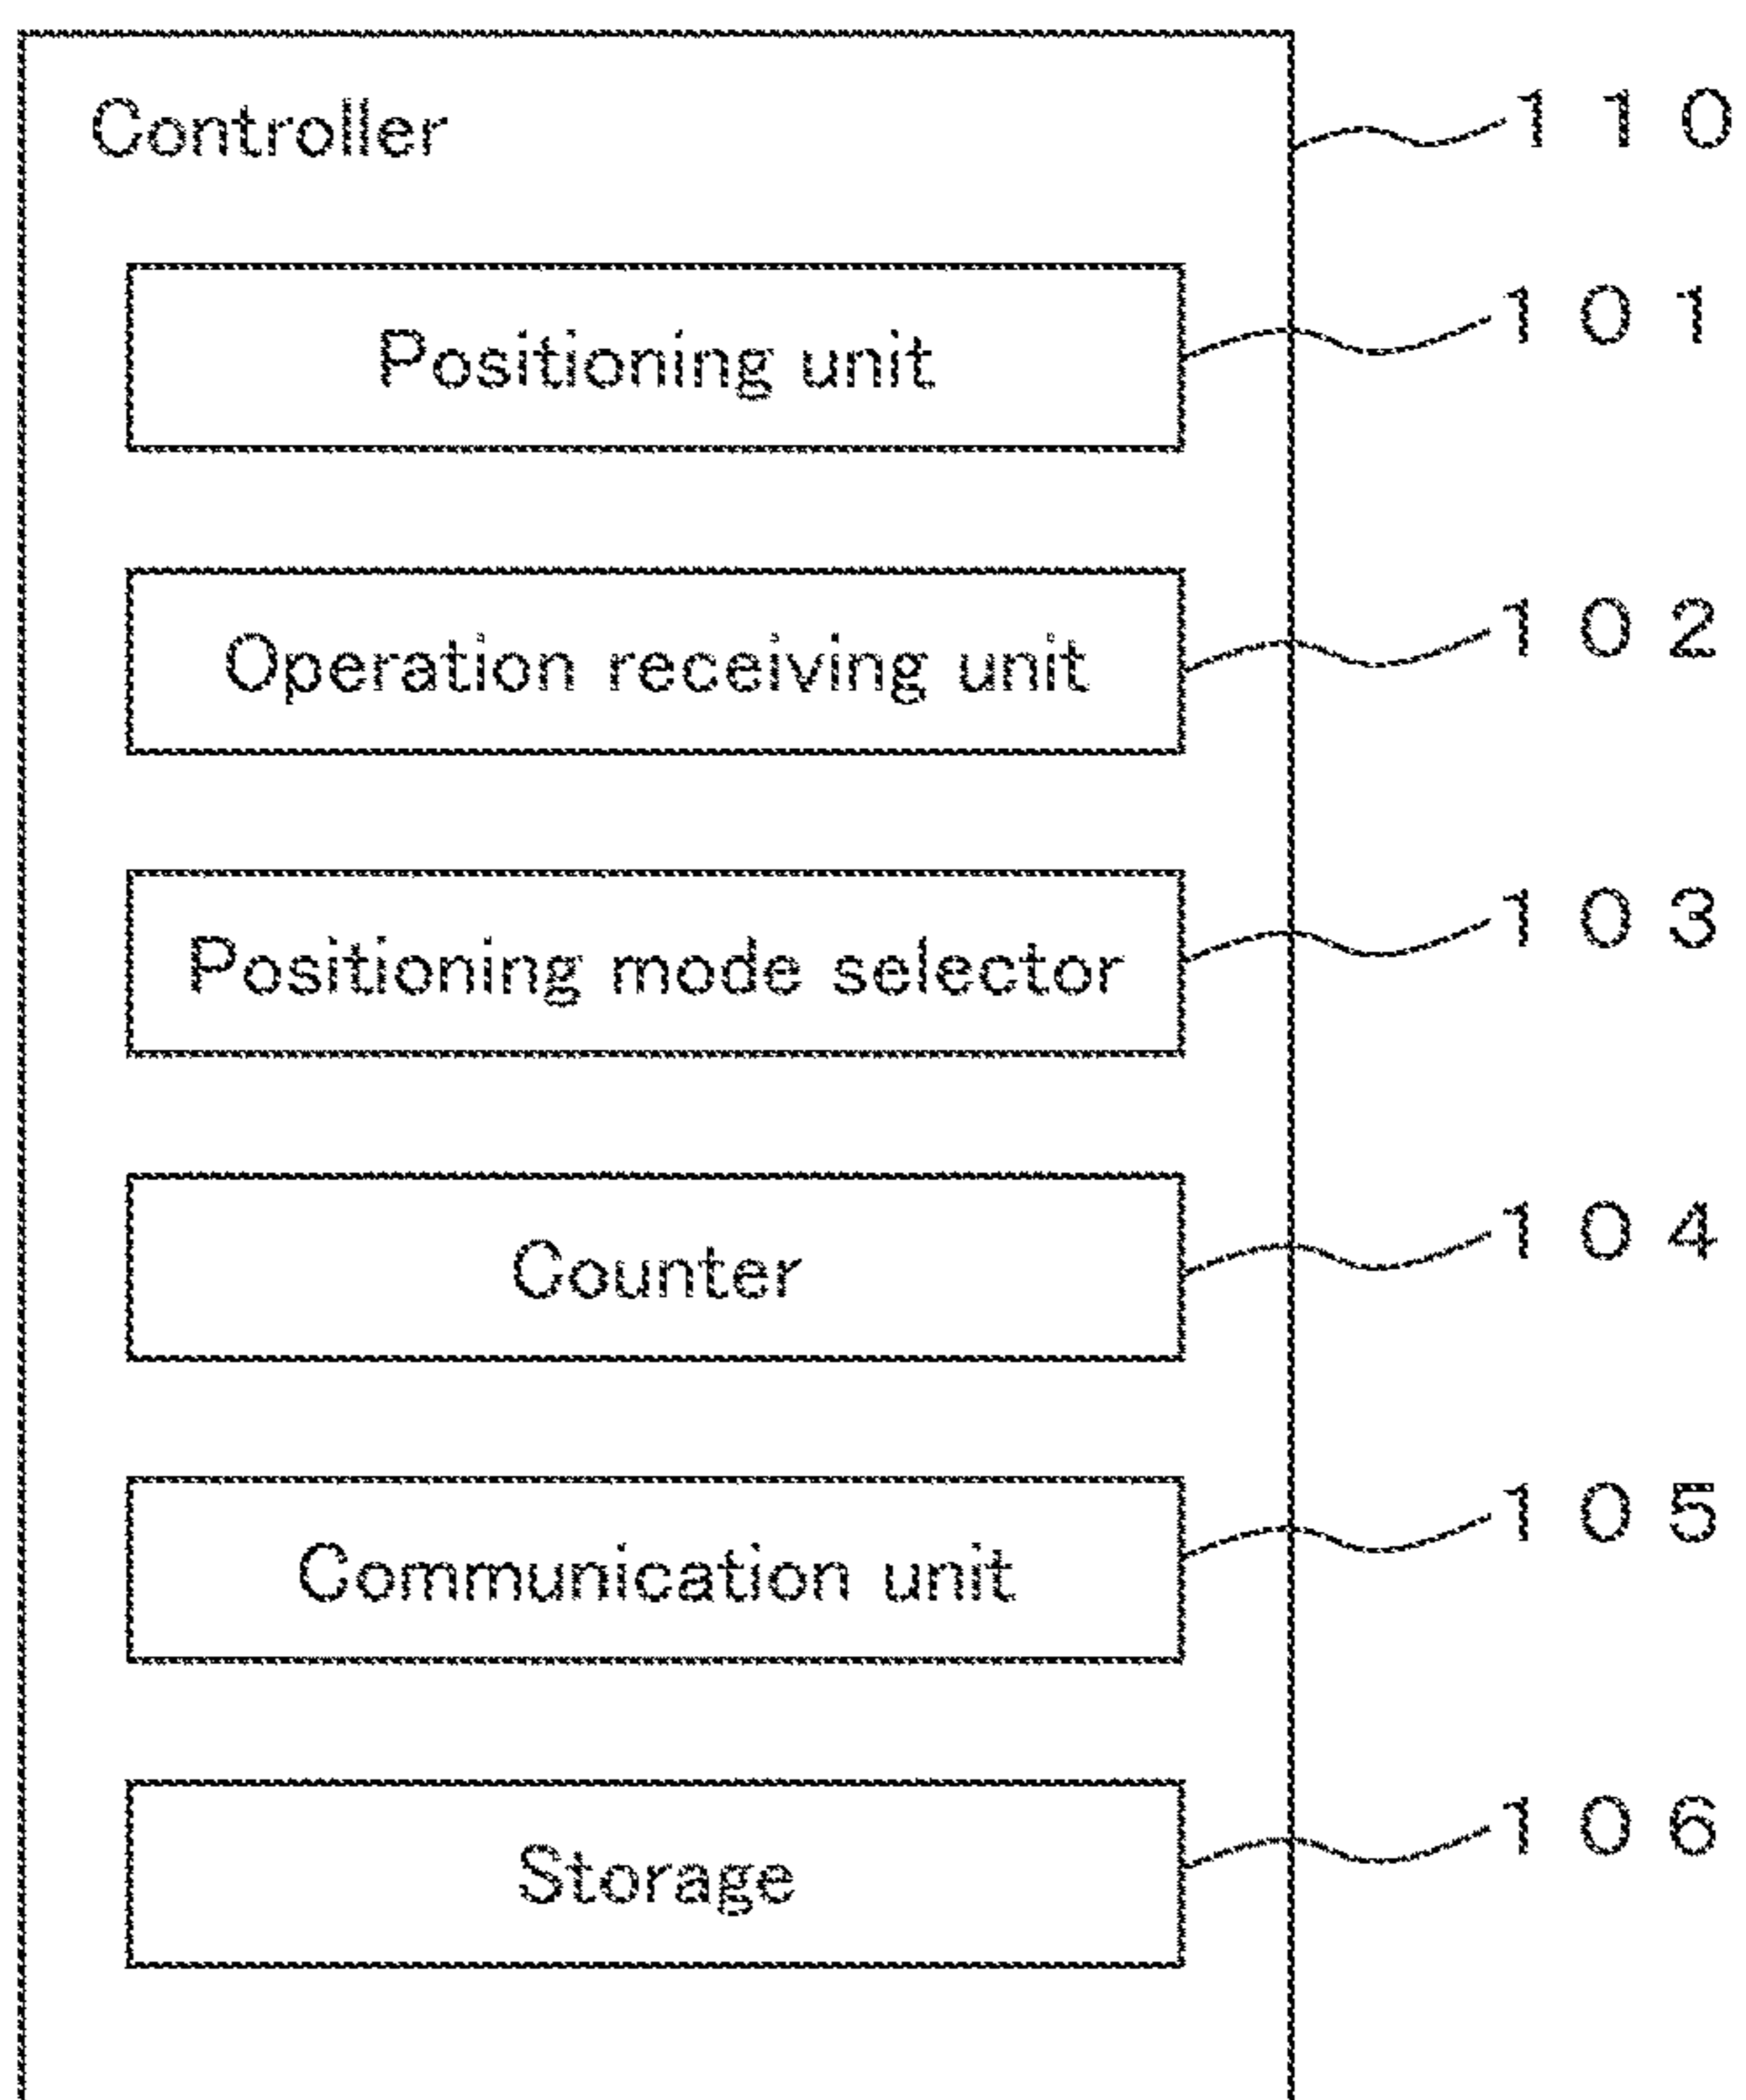 Controller
110
Positioning unit
101
Operation receiving unit
102
Positioning mode selector
103
Counter
104
Communication unit
105
Storage
106